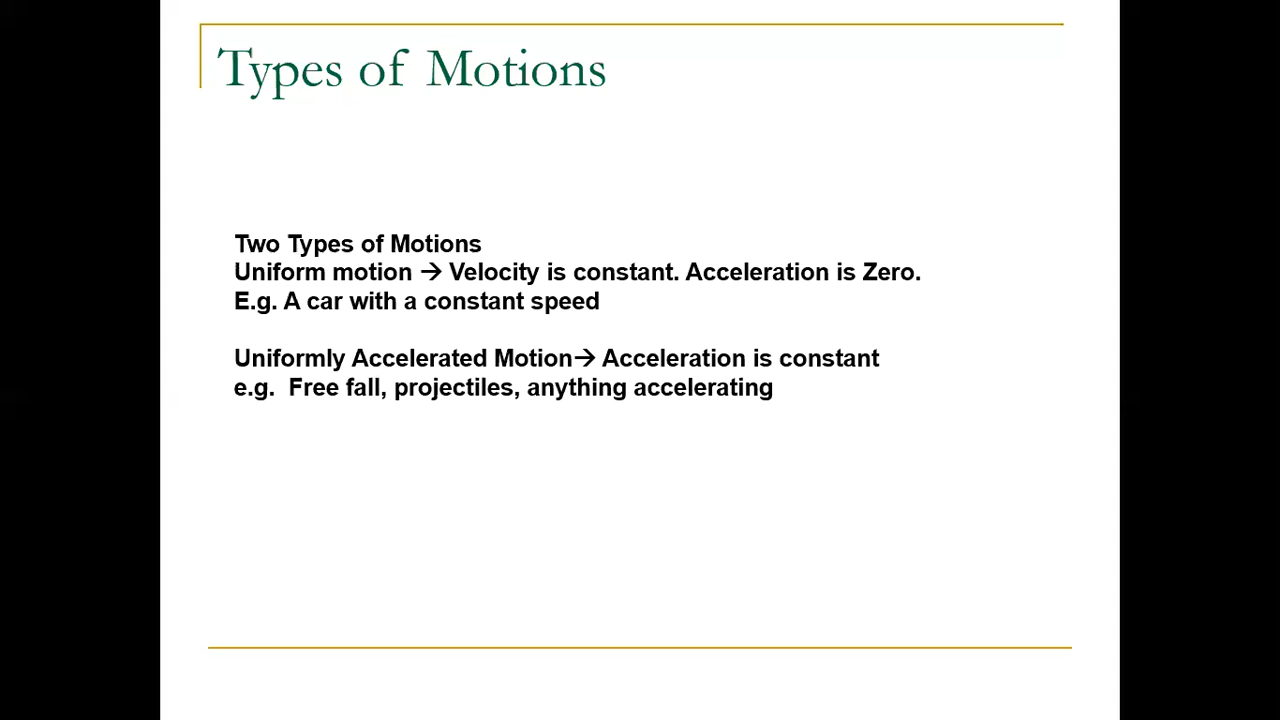 Types of Motions
Two Types of Motions
Uniform motion → Velocity is constant. Acceleration is Zero.
E.g. A car with a constant speed
Uniformly Accelerated Motion→ Acceleration is constant
e.g.  Free fall, projectiles, anything accelerating